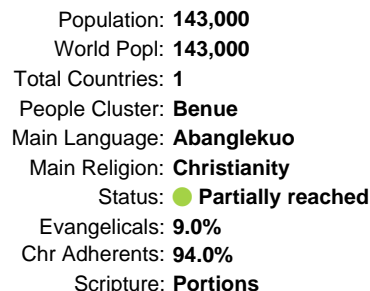 Population: 143,000
World Popl: 143,000
Total Countries: 1
People Cluster: Benue
Main Language: Abanglekuo
Main Religion: Christianity
Status: Partially reached
Evangelicals: 9.0%
Chr Adherents: 94.0%
Scripture: Portions